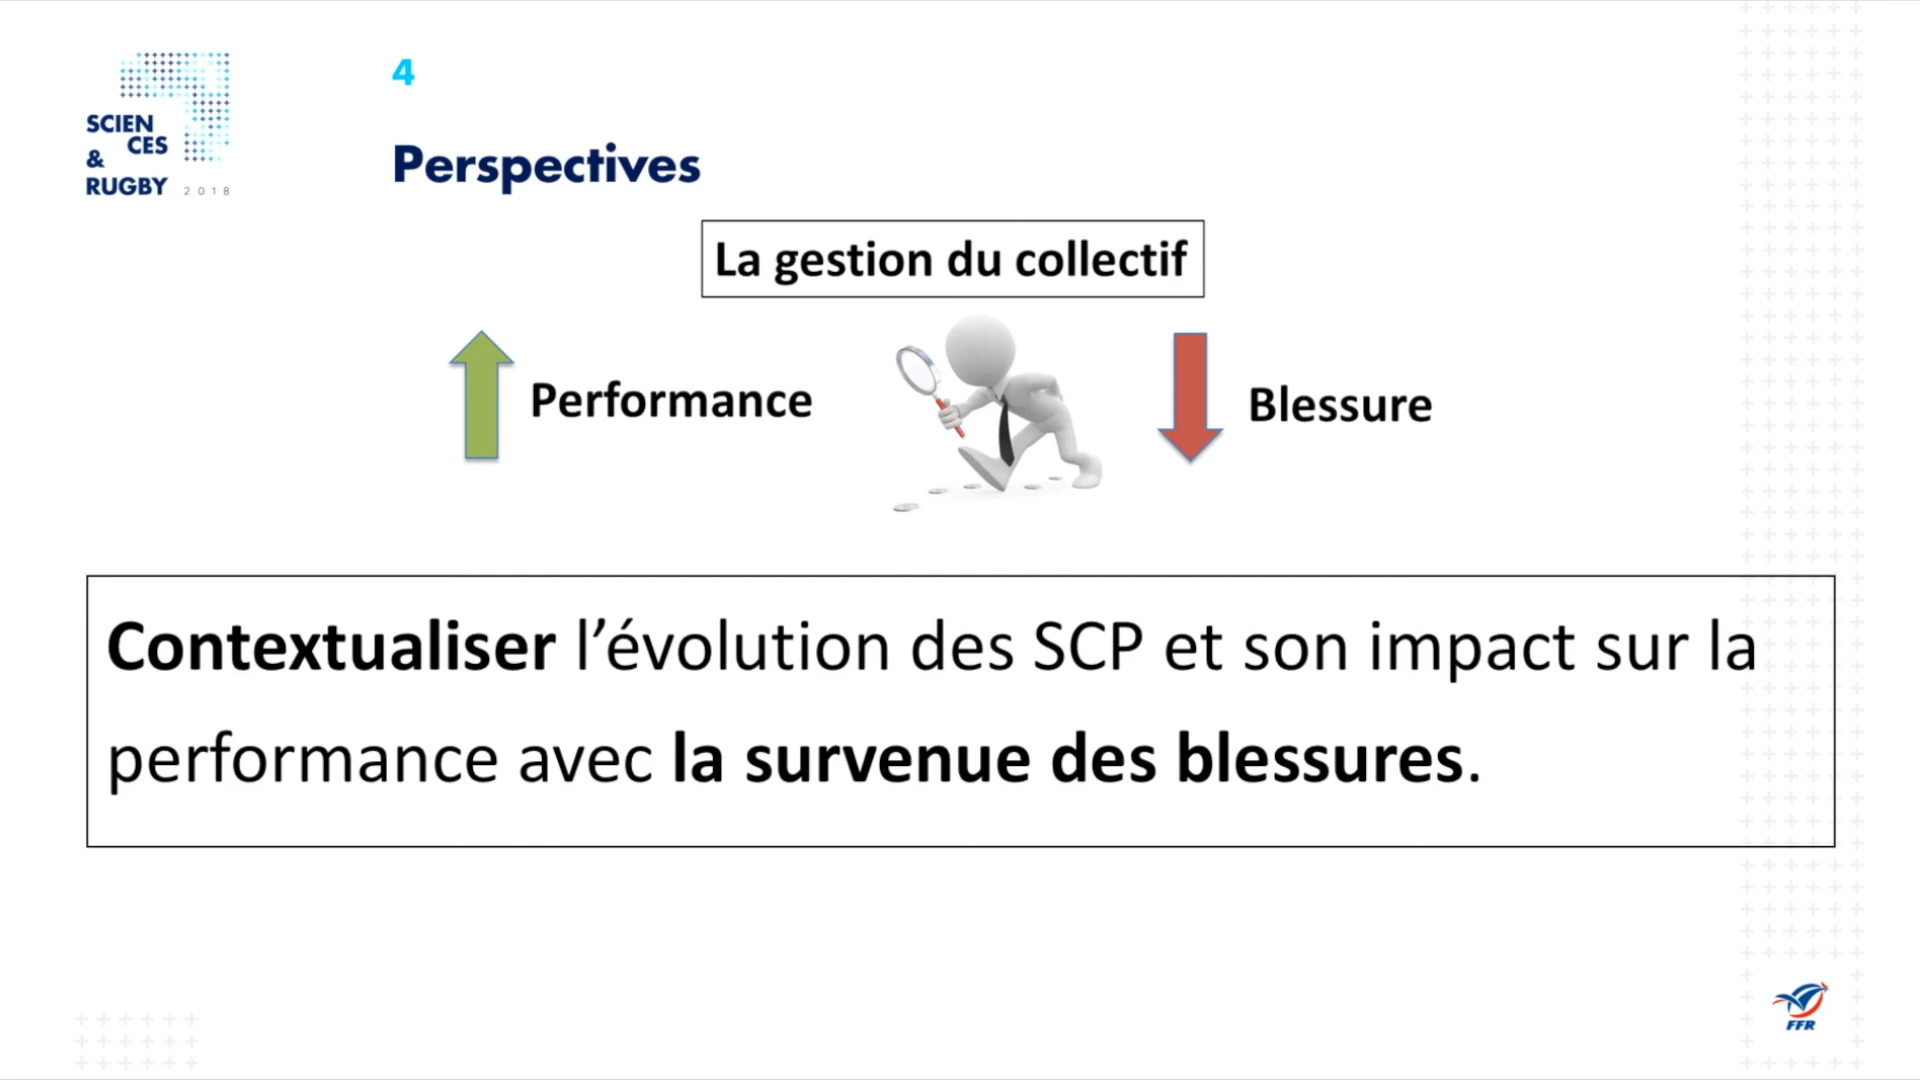 SCIEN
CES
&
RUGBY 2018
4
Perspectives
La gestion du collectif
Performance
Blessure
Contextualiser l’évolution des SCP et son impact sur la
performance avec la survenue des blessures.
FFR